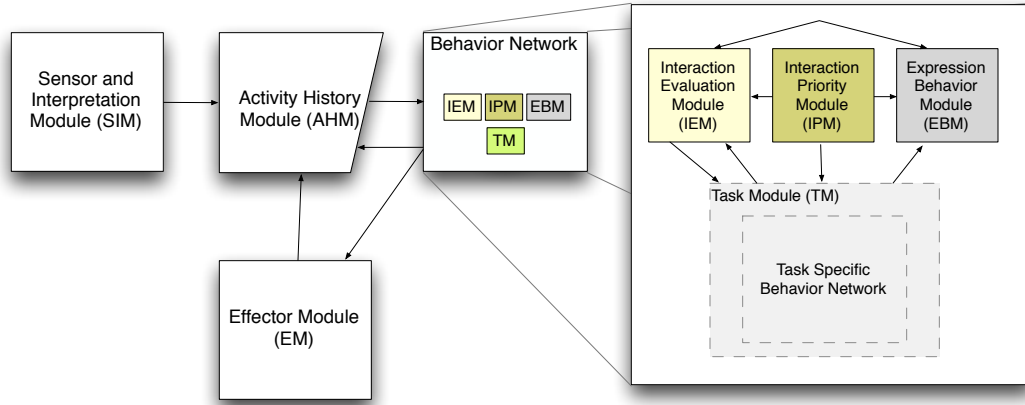 Sensor and
Interpretation
Module (SIM)
Activity History
Module (AHM)
Behavior Network
IEM
IPM
EBM
TM
Effector Module
(EM)
Interaction
Evaluation
Module
(IEM)
Interaction
Priority
Module
(IPM)
Expression
Behavior
Module
(EBM)
Task Module (TM)
Task Specific
Behavior Network